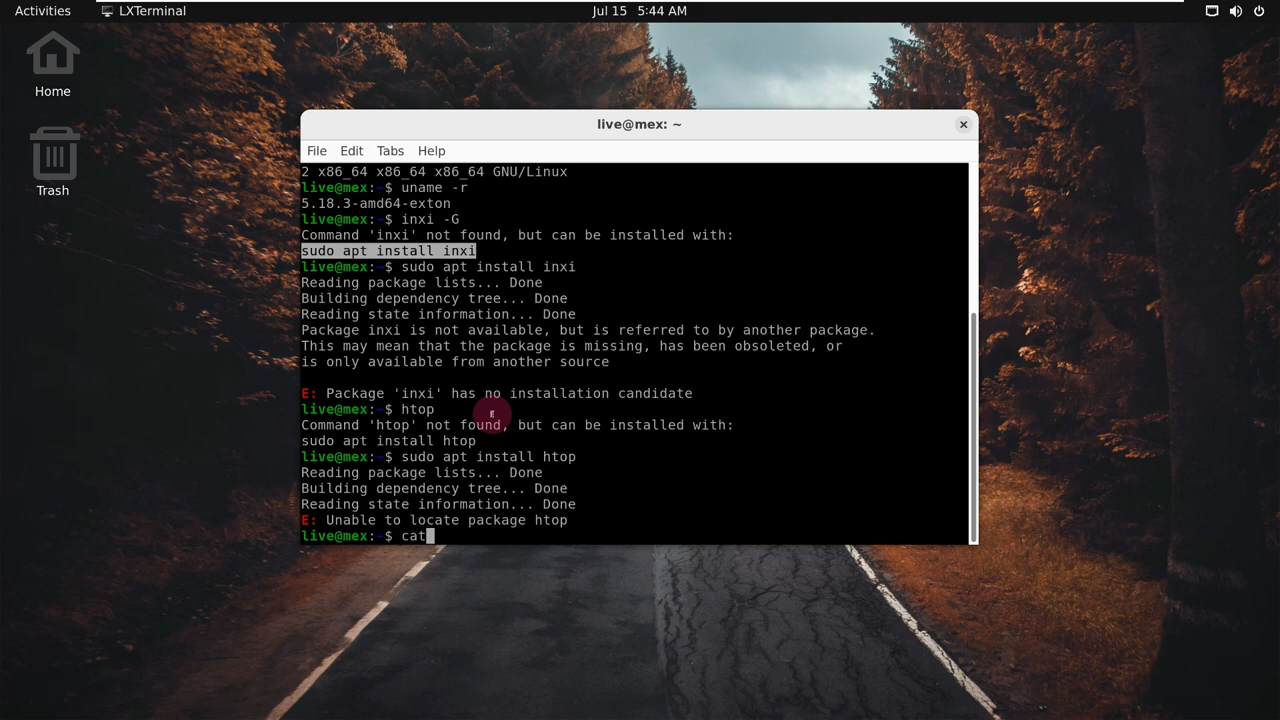 Activities
LXTerminal
Jul 15 5:44 AM
Home
Trash
live@mex: ~
File Edit Tabs Help
2 x86_64 x86_64 x86_64 GNU/Linux
live@mex:~$ uname -r
5.18.3-amd64-exton
live@mex:~$ inxi -G
Command 'inxi' not found, but can be installed with:
sudo apt install inxi
live@mex:~$ sudo apt install inxi
Reading package lists... Done
Building dependency tree... Done
Reading state information... Done
Package inxi is not available, but is referred to by another package.
This may mean that the package is missing, has been obsoleted, or
is only available from another source
E: Package 'inxi' has no installation candidate
live@mex:~$ htop
Command 'htop' not found, but can be installed with:
sudo apt install htop
live@mex:~$ sudo apt install htop
Reading package lists... Done
Building dependency tree... Done
Reading state information... Done
E: Unable to locate package htop
live@mex:~$ cat